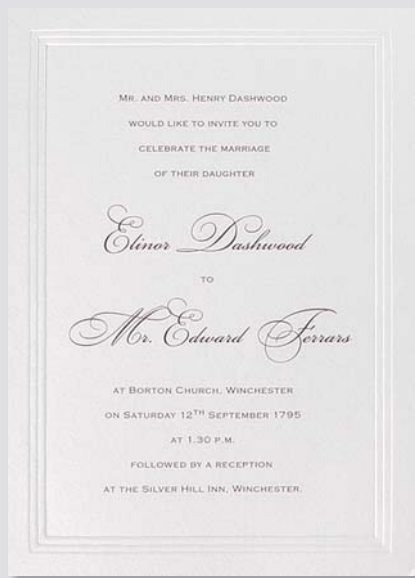 MR. AND MRS. HENRY DASHWOOD
WOULD LIKE TO INVITE YOU TO
CELEBRATE THE MARRIAGE
OF THEIR DAUGHTER
Elinor Dashwood
TO
Mr. Edward Ferrars
AT BORTON CHURCH, WINCHESTER
ON SATURDAY 12TH SEPTEMBER 1795
AT 1.30 P.M.
FOLLOWED BY A RECEPTION
AT THE SILVER HILL INN, WINCHESTER.